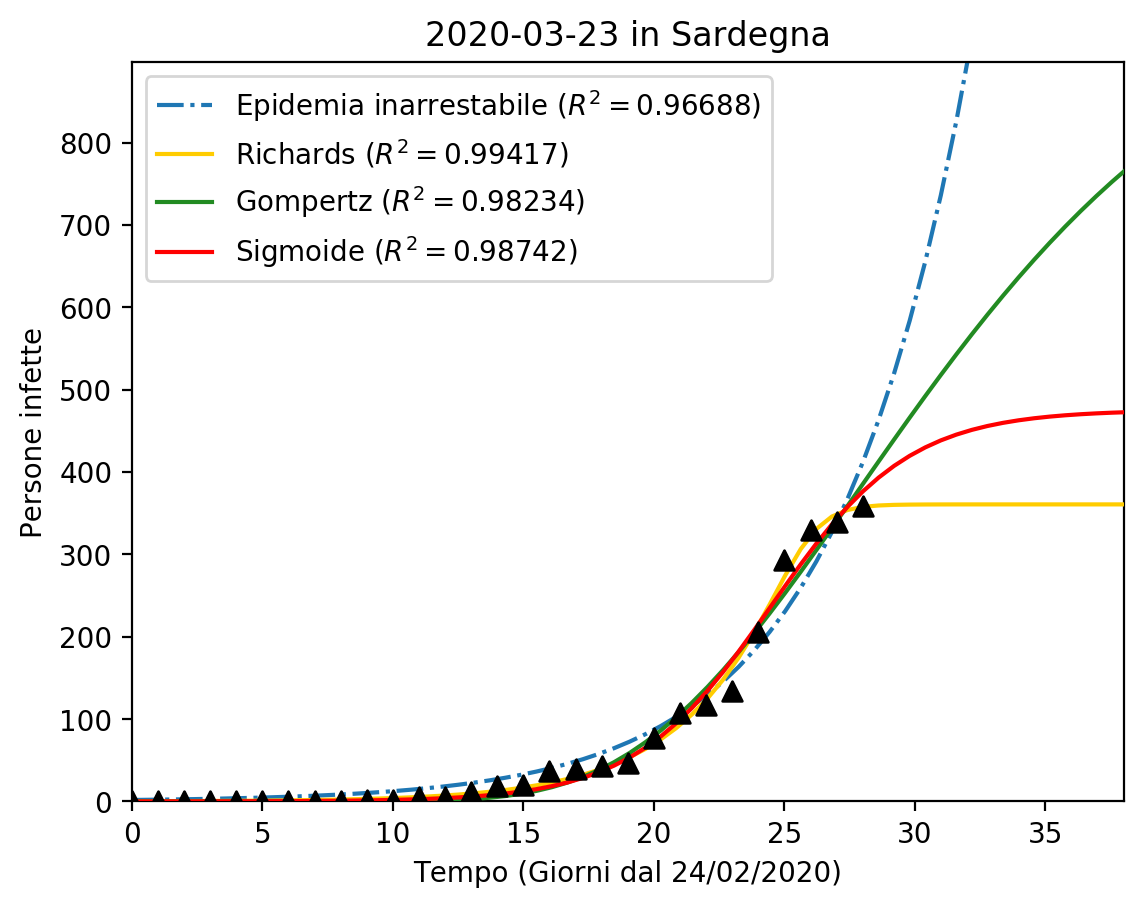 2020-03-23 in Sardegna
Epidemia inarrestabile (R² = 0.96688)
Richards (R² = 0.99417)
Gompertz (R² = 0.98234)
Sigmoide (R² = 0.98742)
800
700
600
500
400
300
200
100
0
Persone infette
0 5 10 15 20 25 30 35
Tempo (Giorni dal 24/02/2020)